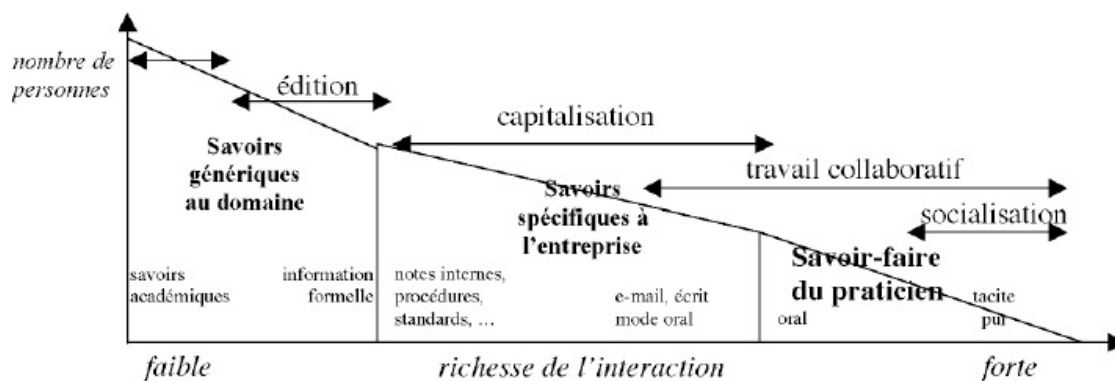 nombre de
personnes
édition
capitalisation
travail collaboratif
socialisation
Savoirs
génériques
au domaine
Savoirs
spécifiques à
l'entreprise
Savoir-faire
du praticien
savoirs
académiques
information
formelle
notes internes,
procédures,
standards, ...
e-mail, écrit
mode oral
oral
tacite
pur
faible
richesse de l'interaction
forte